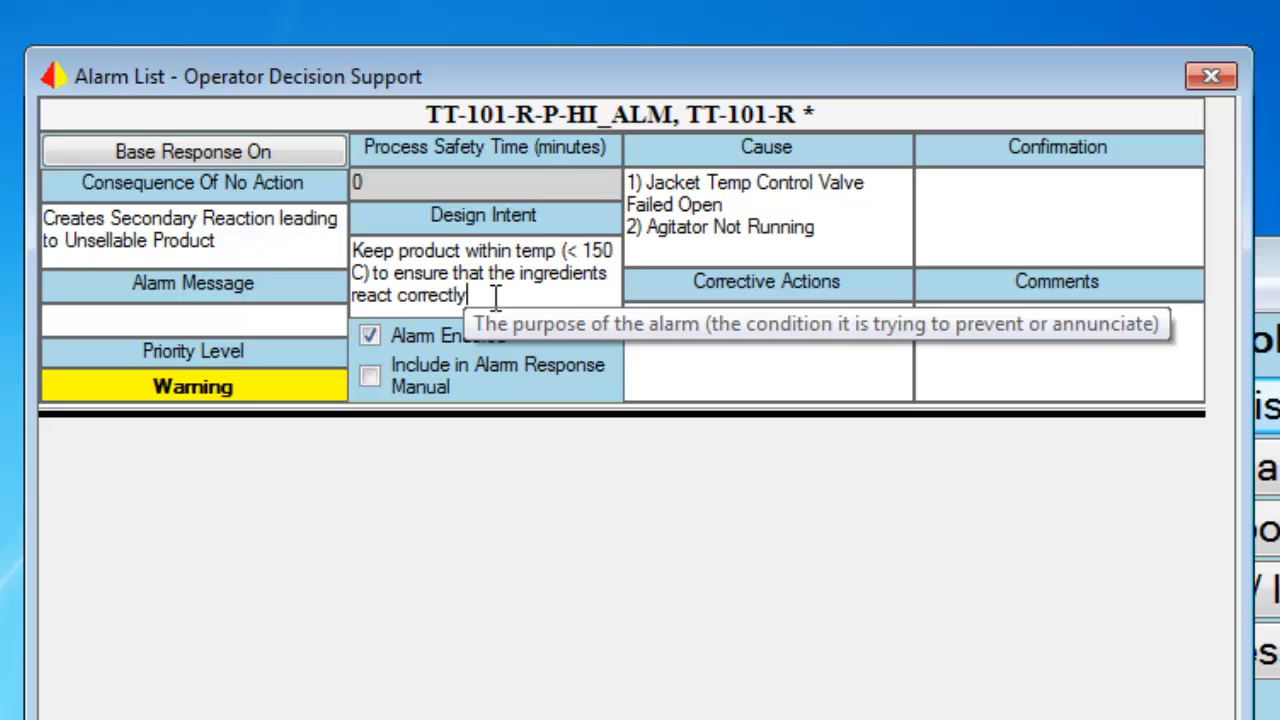 Alarm List - Operator Decision Support
TT-101-R-P-HI_ALM, TT-101-R *
Base Response On
Process Safety Time (minutes)
Cause
Confirmation
Consequence Of No Action
0
1) Jacket Temp Control Valve
Failed Open
2) Agitator Not Running
Creates Secondary Reaction leading
to Unsellable Product
Design Intent
Keep product within temp (< 150
C) to ensure that the ingredients
react correctly
Alarm Message
Corrective Actions
Comments
The purpose of the alarm (the condition it is trying to prevent or annunciate)
Alarm
Include in Alarm Response
Manual
Priority Level
Warning